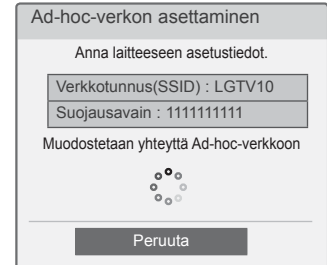 Ad-hoc-verkon asettaminen
Anna laitteeseen asetustiedot.
Verkkotunnus(SSID) : LGTV10
Suojausavain : 1111111111
Muodostetaan yhteyttä Ad-hoc-verkkoon
Peruuta